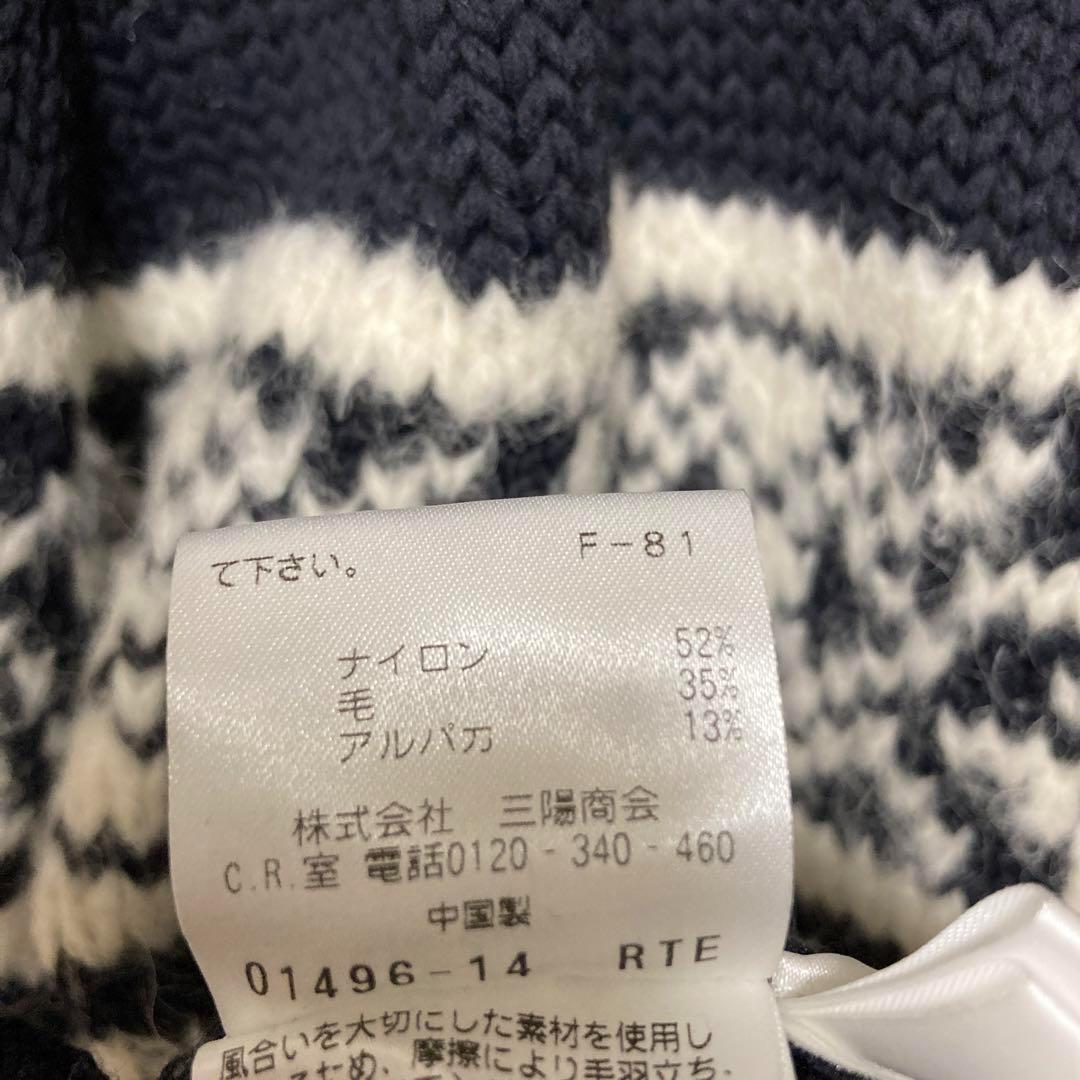 て下さい。 F-81
ナイロン 52%
毛 35%
アルパカ 13%
株式会社 三陽商会
C.R.室 電話0120-340-460
中国製
01496-14 RTE
風合いを大切にした素材を使用し
るため、摩擦により毛羽立ち・